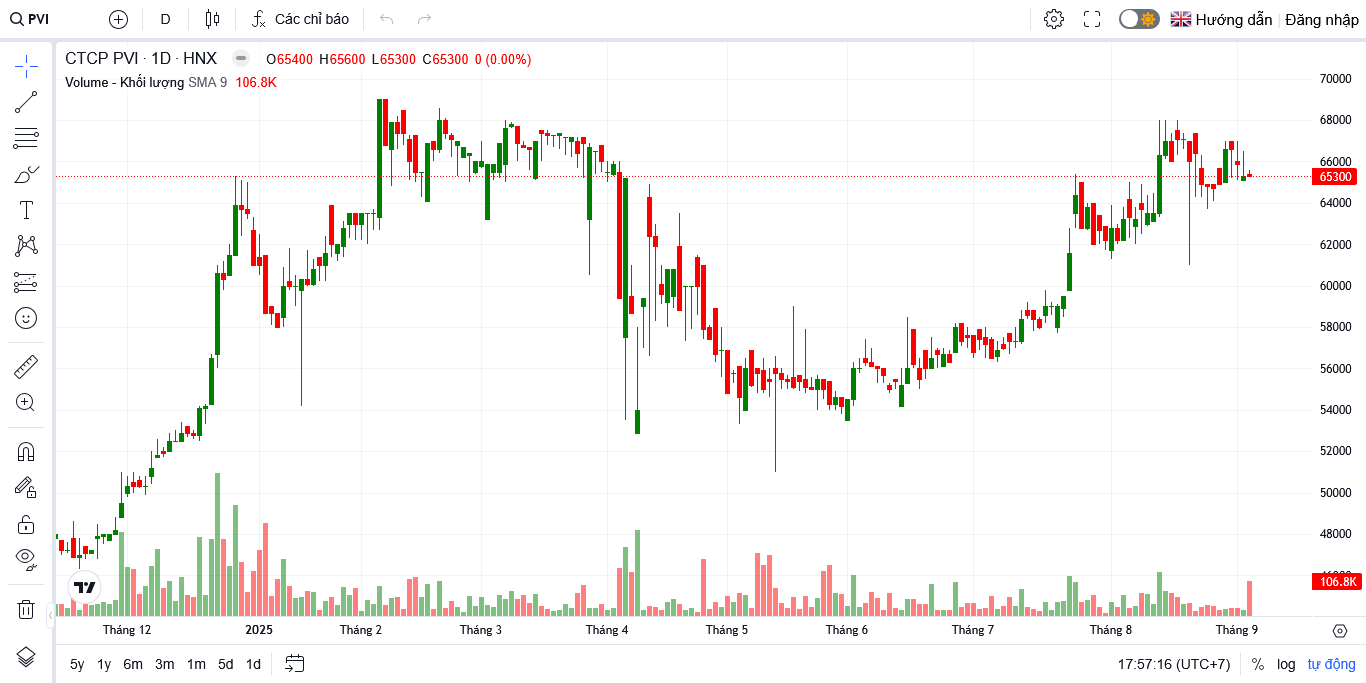 PVI D Các chỉ báo Hướng dẫn Đăng nhập
CTCP PVI · 1D · HNX O65400 H65600 L65300 C65300 0 (0.00%)
Volume - Khối lượng SMA 9 106.8K
70000
68000
66000
65300
64000
62000
60000
58000
56000
54000
52000
50000
48000
106.8K
Tháng 12 2025 Tháng 2 Tháng 3 Tháng 4 Tháng 5 Tháng 6 Tháng 7 Tháng 8 Tháng 9
5y 1y 6m 3m 1m 5d 1d 17:57:16 (UTC+7) % log tự động